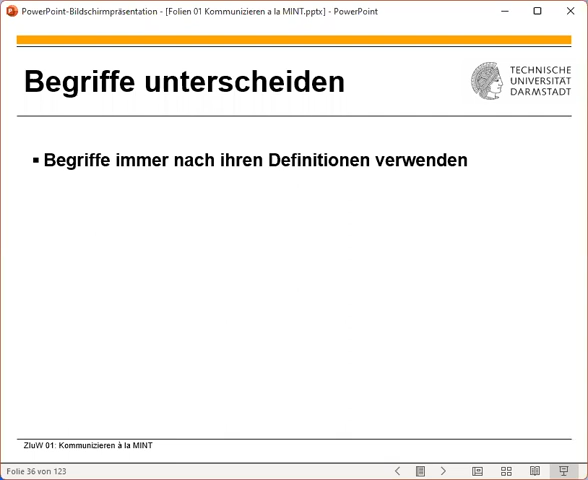 PowerPoint-Bildschirmpräsentation - [Folien 01 Kommunizieren a la MINT.pptx] - PowerPoint
Begriffe unterscheiden
TECHNISCHE
UNIVERSITÄT
DARMSTADT
▪ Begriffe immer nach ihren Definitionen verwenden
ZIuW 01: Kommunizieren à la MINT
Folie 36 von 123